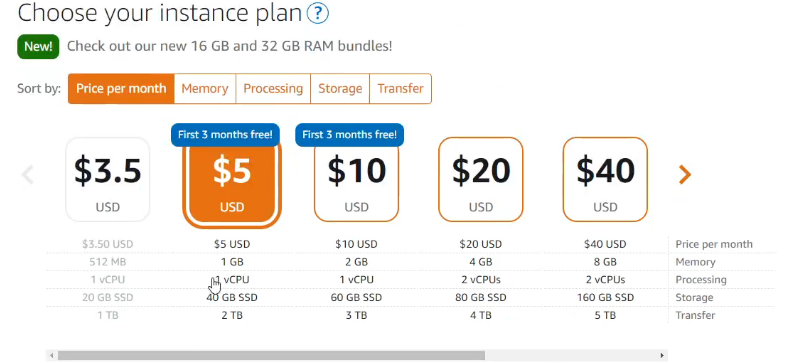 Choose your instance plan ?
New! Check out our new 16 GB and 32 GB RAM bundles!
Sort by: Price per month Memory Processing Storage Transfer
First 3 months free! First 3 months free!
$3.5 $5 $10 $20 $40
USD USD USD USD USD
$3.50 USD $5 USD $10 USD $20 USD $40 USD Price per month
512 MB 1 GB 2 GB 4 GB 8 GB Memory
1 vCPU 1 vCPU 1 vCPU 2 vCPUs 2 vCPUs Processing
20 GB SSD 40 GB SSD 60 GB SSD 80 GB SSD 160 GB SSD Storage
1 TB 2 TB 3 TB 4 TB 5 TB Transfer